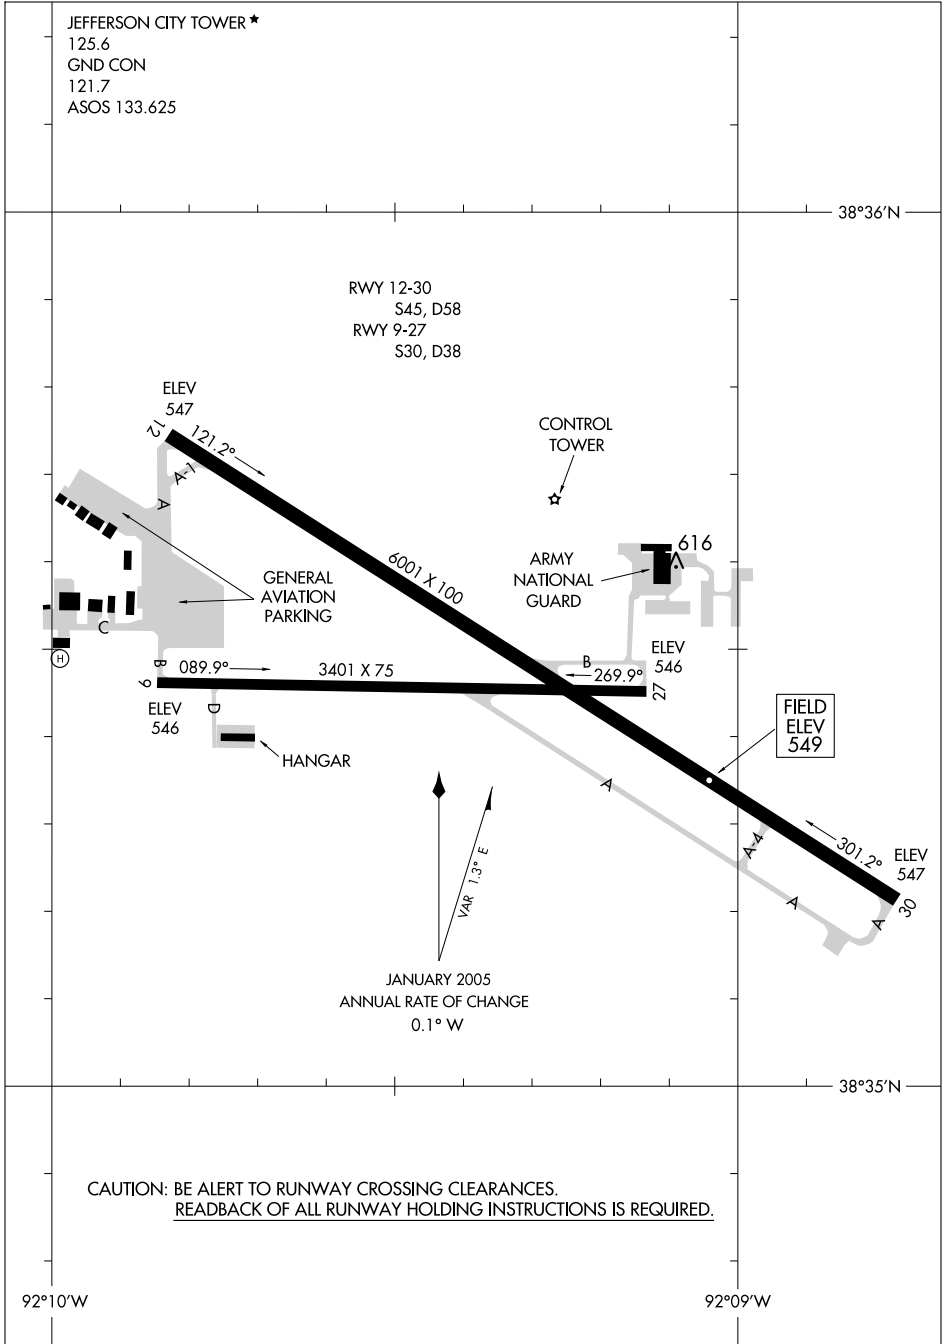 JEFFERSON CITY TOWER★
125.6
GND CON
121.7
ASOS 133.625
38°36'N
RWY 12-30
S45, D58
RWY 9-27
S30, D38
ELEV
547
12
121.2°
A-1
A
CONTROL
TOWER
6001 X 100
616
ARMY
NATIONAL
GUARD
GENERAL
AVIATION
PARKING
C
H
B
089.9°
3401 X 75
B
269.9°
ELEV
546
9
27
ELEV
546
D
HANGAR
FIELD
ELEV
549
A
A-4
301.2°
ELEV
547
30
A
A
VAR 1.3° E
JANUARY 2005
ANNUAL RATE OF CHANGE
0.1° W
38°35'N
CAUTION: BE ALERT TO RUNWAY CROSSING CLEARANCES.
READBACK OF ALL RUNWAY HOLDING INSTRUCTIONS IS REQUIRED.
92°10'W
92°09'W